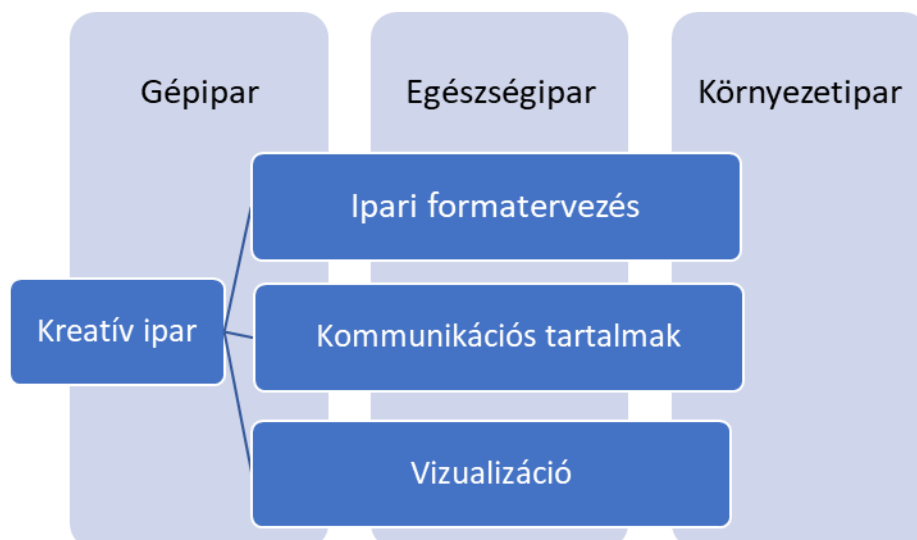 Gépipar
Egészségipar
Környezetipar
Ipari formatervezés
Kreatív ipar
Kommunikációs tartalmak
Vizualizáció